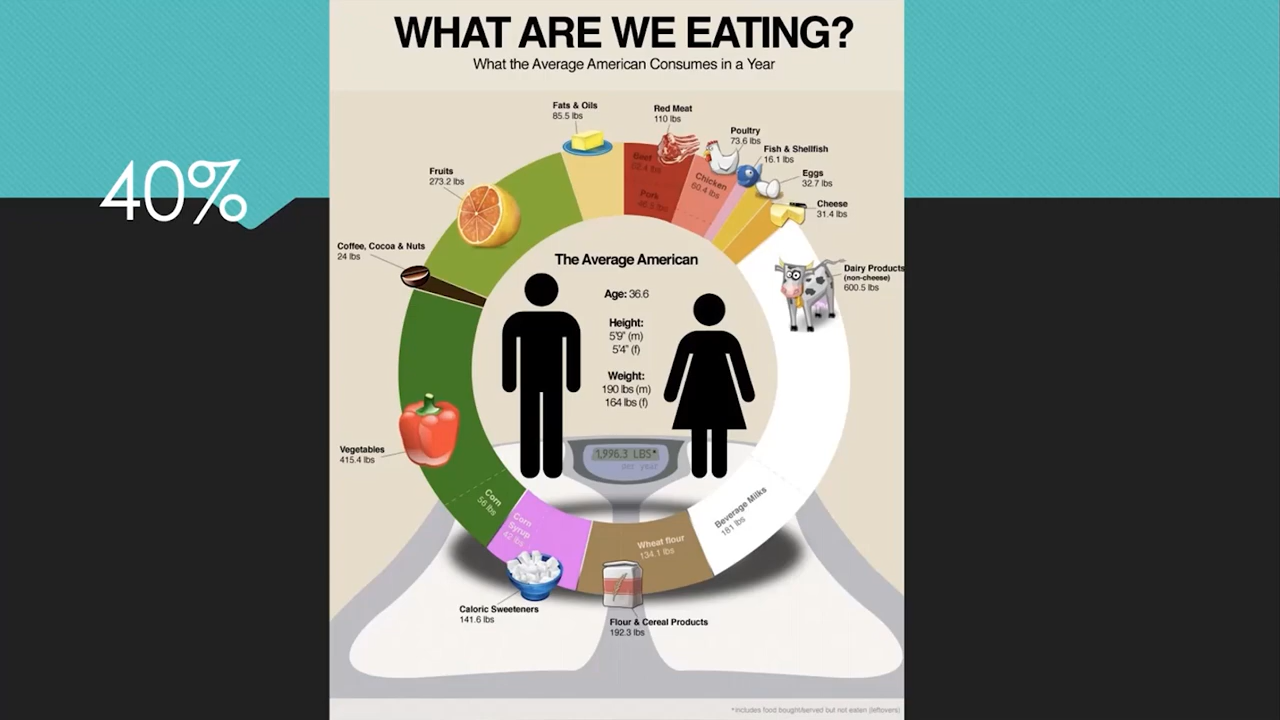 WHAT ARE WE EATING?
What the Average American Consumes in a Year
40%
Fats & Oils
85.5 lbs
Red Meat
110 lbs
Poultry
73.6 lbs
Fish & Shellfish
16.1 lbs
Eggs
32.7 lbs
Cheese
31.4 lbs
Dairy Products
(non-cheese)
600.5 lbs
Fruits
273.2 lbs
Coffee, Cocoa & Nuts
24 lbs
Beef
Pork
Chicken
60.4 lbs
The Average American
Age: 36.6
Height:
5'9" (m)
5'4" (f)
Weight:
190 lbs (m)
164 lbs (f)
Vegetables
415.4 lbs
1,996.3 LBS*
per year
Corn
56 lbs
Corn
Syrup
42 lbs
Beverage Milks
181 lbs
Wheat flour
134.1 lbs
Caloric Sweeteners
141.6 lbs
Flour & Cereal Products
192.3 lbs
*includes food bought/served but not eaten (leftovers)